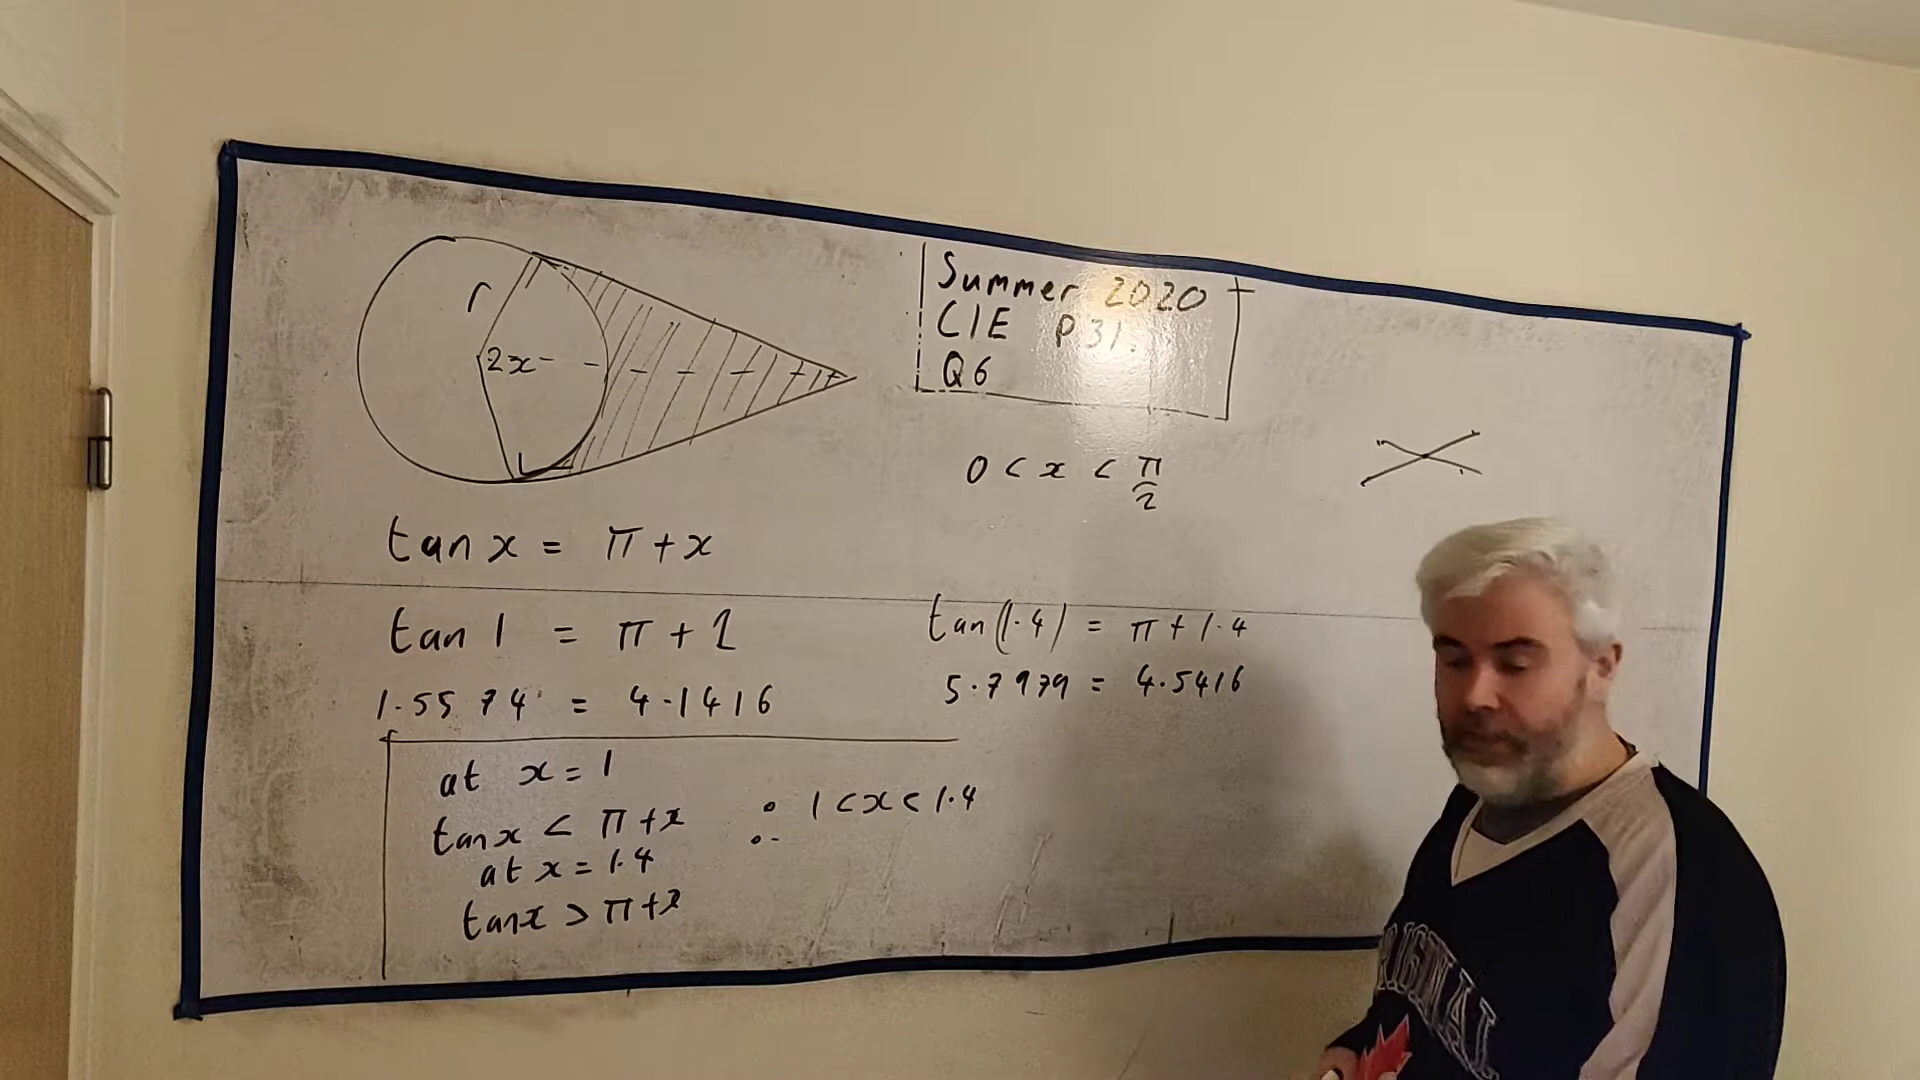 r
2x
Summer 2020
CIE P31.
Q6
0 < x < π/2
tan x = π + x
tan 1 = π + 1
1.5574 = 4.1416
tan(1.4) = π + 1.4
5.7979 = 4.5416
at x = 1
tan x < π + x
at x = 1.4
tan x > π + x
∴ 1 < x < 1.4
RIGINAL